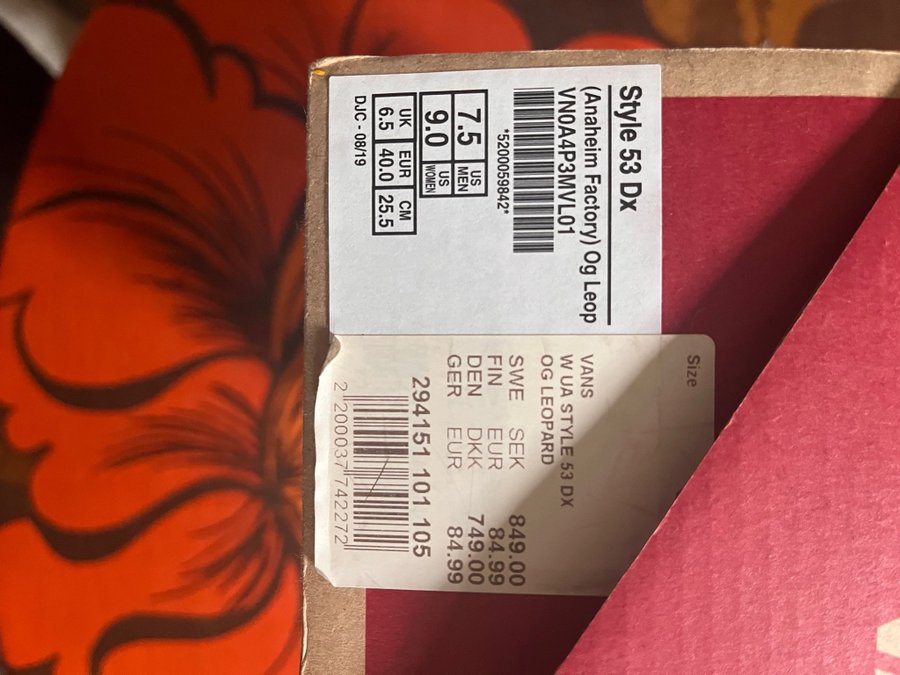 Style 53 DX
(Anaheim Factory) Og Leop
VN0A4P3MVL01
*5200059842*
7.5 US MEN
9.0 US WOMEN
UK EUR CM
6.5 40.0 25.5
DJC - 08/19
Size
VANS
W UA STYLE 53 DX
OG LEOPARD
SWE SEK 849.00
FIN EUR 84.99
DEN DKK 749.00
GER EUR 84.99
294151 101 105
2 200037 742272